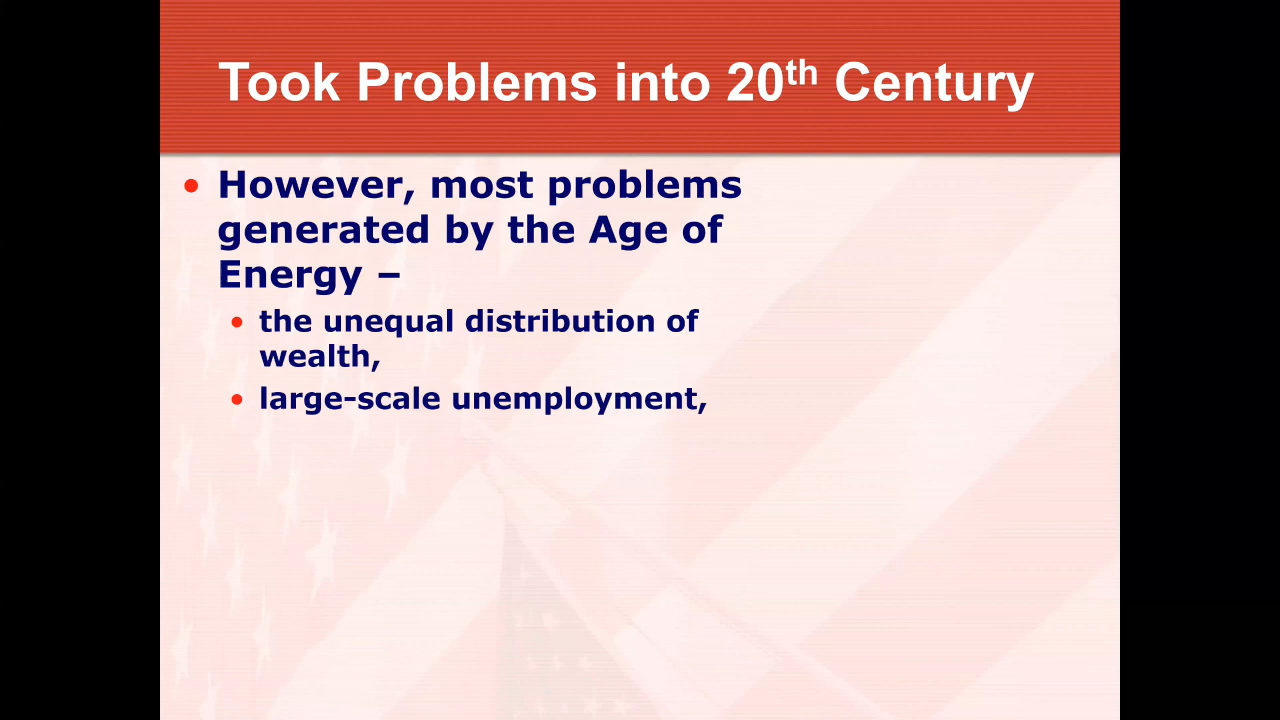 Took Problems into 20th Century
• However, most problems
generated by the Age of
Energy –
• the unequal distribution of
wealth,
• large-scale unemployment,